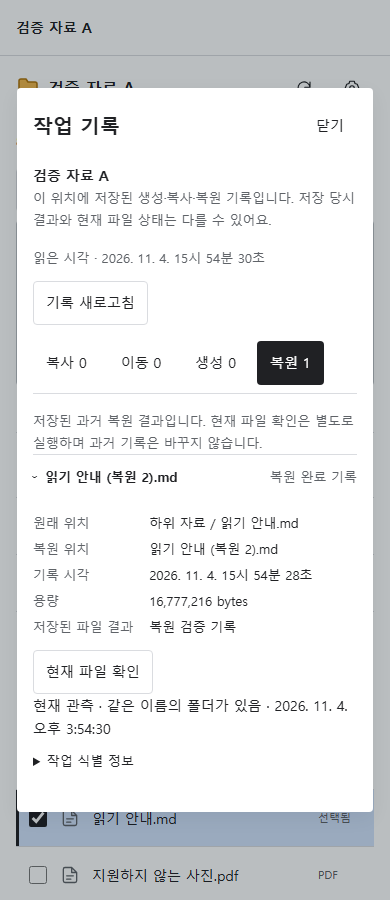 검증 자료 A
검증 자료 A
작업 기록
닫기
검증 자료 A
이 위치에 저장된 생성·복사·복원 기록입니다. 저장 당시
결과와 현재 파일 상태는 다를 수 있어요.
읽은 시각 · 2026. 11. 4. 15시 54분 30초
기록 새로고침
복사 0 이동 0 생성 0 복원 1
저장된 과거 복원 결과입니다. 현재 파일 확인은 별도로
실행하며 과거 기록은 바꾸지 않습니다.
읽기 안내 (복원 2).md 복원 완료 기록
원래 위치 하위 자료 / 읽기 안내.md
복원 위치 읽기 안내 (복원 2).md
기록 시각 2026. 11. 4. 15시 54분 28초
용량 16,777,216 bytes
저장된 파일 결과 복원 검증 기록
현재 파일 확인
현재 관측 · 같은 이름의 폴더가 있음 · 2026. 11. 4.
오후 3:54:30
작업 식별 정보
읽기 안내.md 선택됨
지원하지 않는 사진.pdf PDF